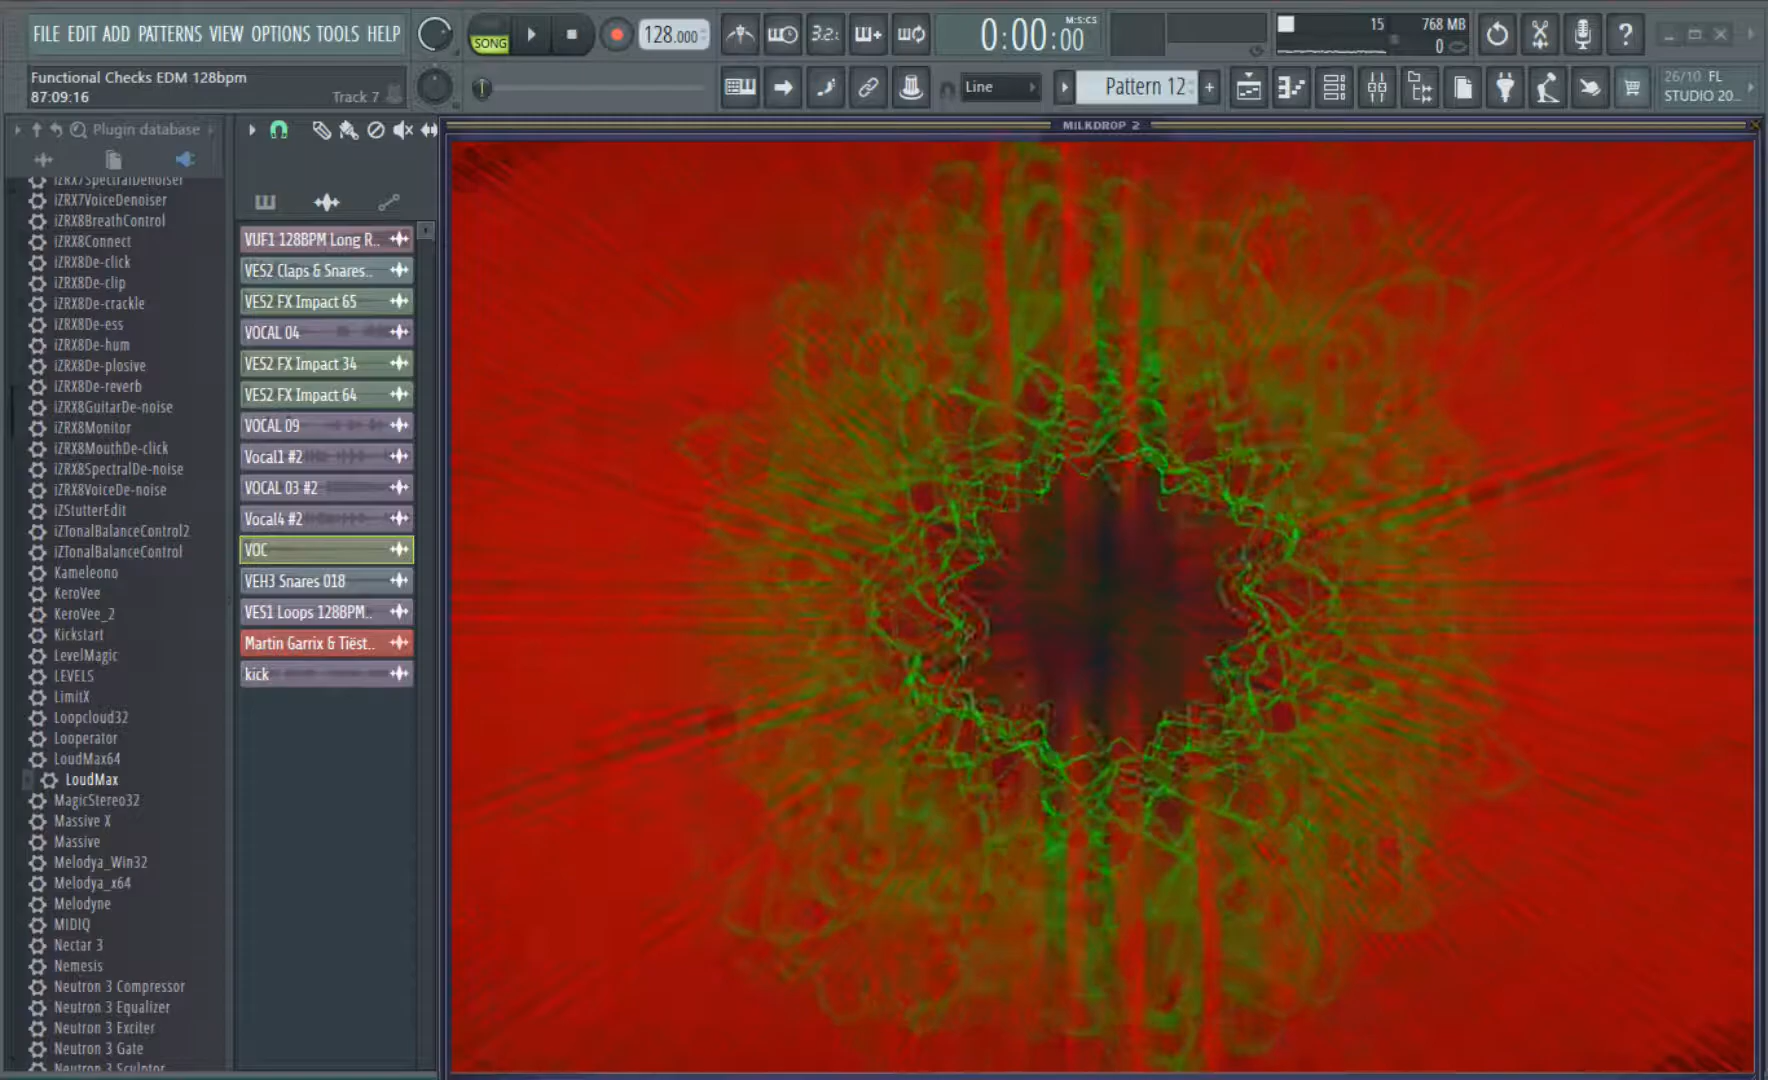 FILE EDIT ADD PATTERNS VIEW OPTIONS TOOLS HELP
SONG
128.000
3.2.
0:00:00
M:S:CS
15
768 MB
0
Functional Checks EDM 128bpm
87:09:16
Track 7
Line
Pattern 12
26/10 FL
STUDIO 20..
Plugin database
MILKDROP 2
iZRX7SpectralDenoiser
iZRX7VoiceDenoiser
iZRX8BreathControl
iZRX8Connect
iZRX8De-click
iZRX8De-clip
iZRX8De-crackle
iZRX8De-ess
iZRX8De-hum
iZRX8De-plosive
iZRX8De-reverb
iZRX8GuitarDe-noise
iZRX8Monitor
iZRX8MouthDe-click
iZRX8SpectralDe-noise
iZRX8VoiceDe-noise
iZStutterEdit
iZTonalBalanceControl2
iZTonalBalanceControl
Kameleono
KeroVee
KeroVee_2
Kickstart
LevelMagic
LEVELS
LimitX
Loopcloud32
Looperator
LoudMax64
LoudMax
MagicStereo32
Massive X
Massive
Melodya_Win32
Melodya_x64
Melodyne
MIDIQ
Nectar 3
Nemesis
Neutron 3 Compressor
Neutron 3 Equalizer
Neutron 3 Exciter
Neutron 3 Gate
Neutron 3 Sculptor
VUF1 128BPM Long R..
VES2 Claps & Snares..
VES2 FX Impact 65
VOCAL 04
VES2 FX Impact 34
VES2 FX Impact 64
VOCAL 09
Vocal1 #2
VOCAL 03 #2
Vocal4 #2
VOC
VEH3 Snares 018
VES1 Loops 128BPM..
Martin Garrix & Tiëst..
kick